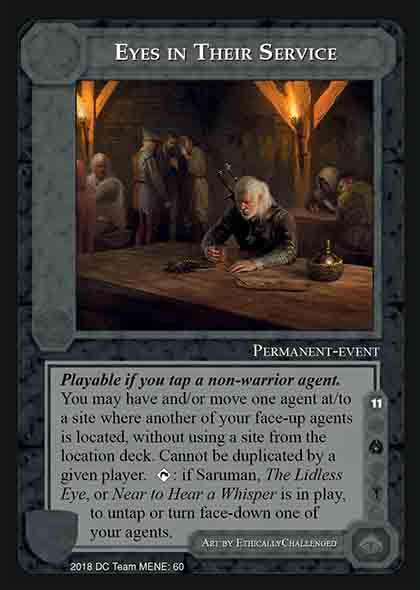 EYES IN THEIR SERVICE
PERMANENT-EVENT
Playable if you tap a non-warrior agent.
You may have and/or move one agent at/to
a site where another of your face-up agents
is located, without using a site from the
location deck. Cannot be duplicated by a
given player. : if Saruman, The Lidless
Eye, or Near to Hear a Whisper is in play,
to untap or turn face-down one of
your agents.
11
ART BY ETHICALLYCHALLENGED
2018 DC Team MENE: 60